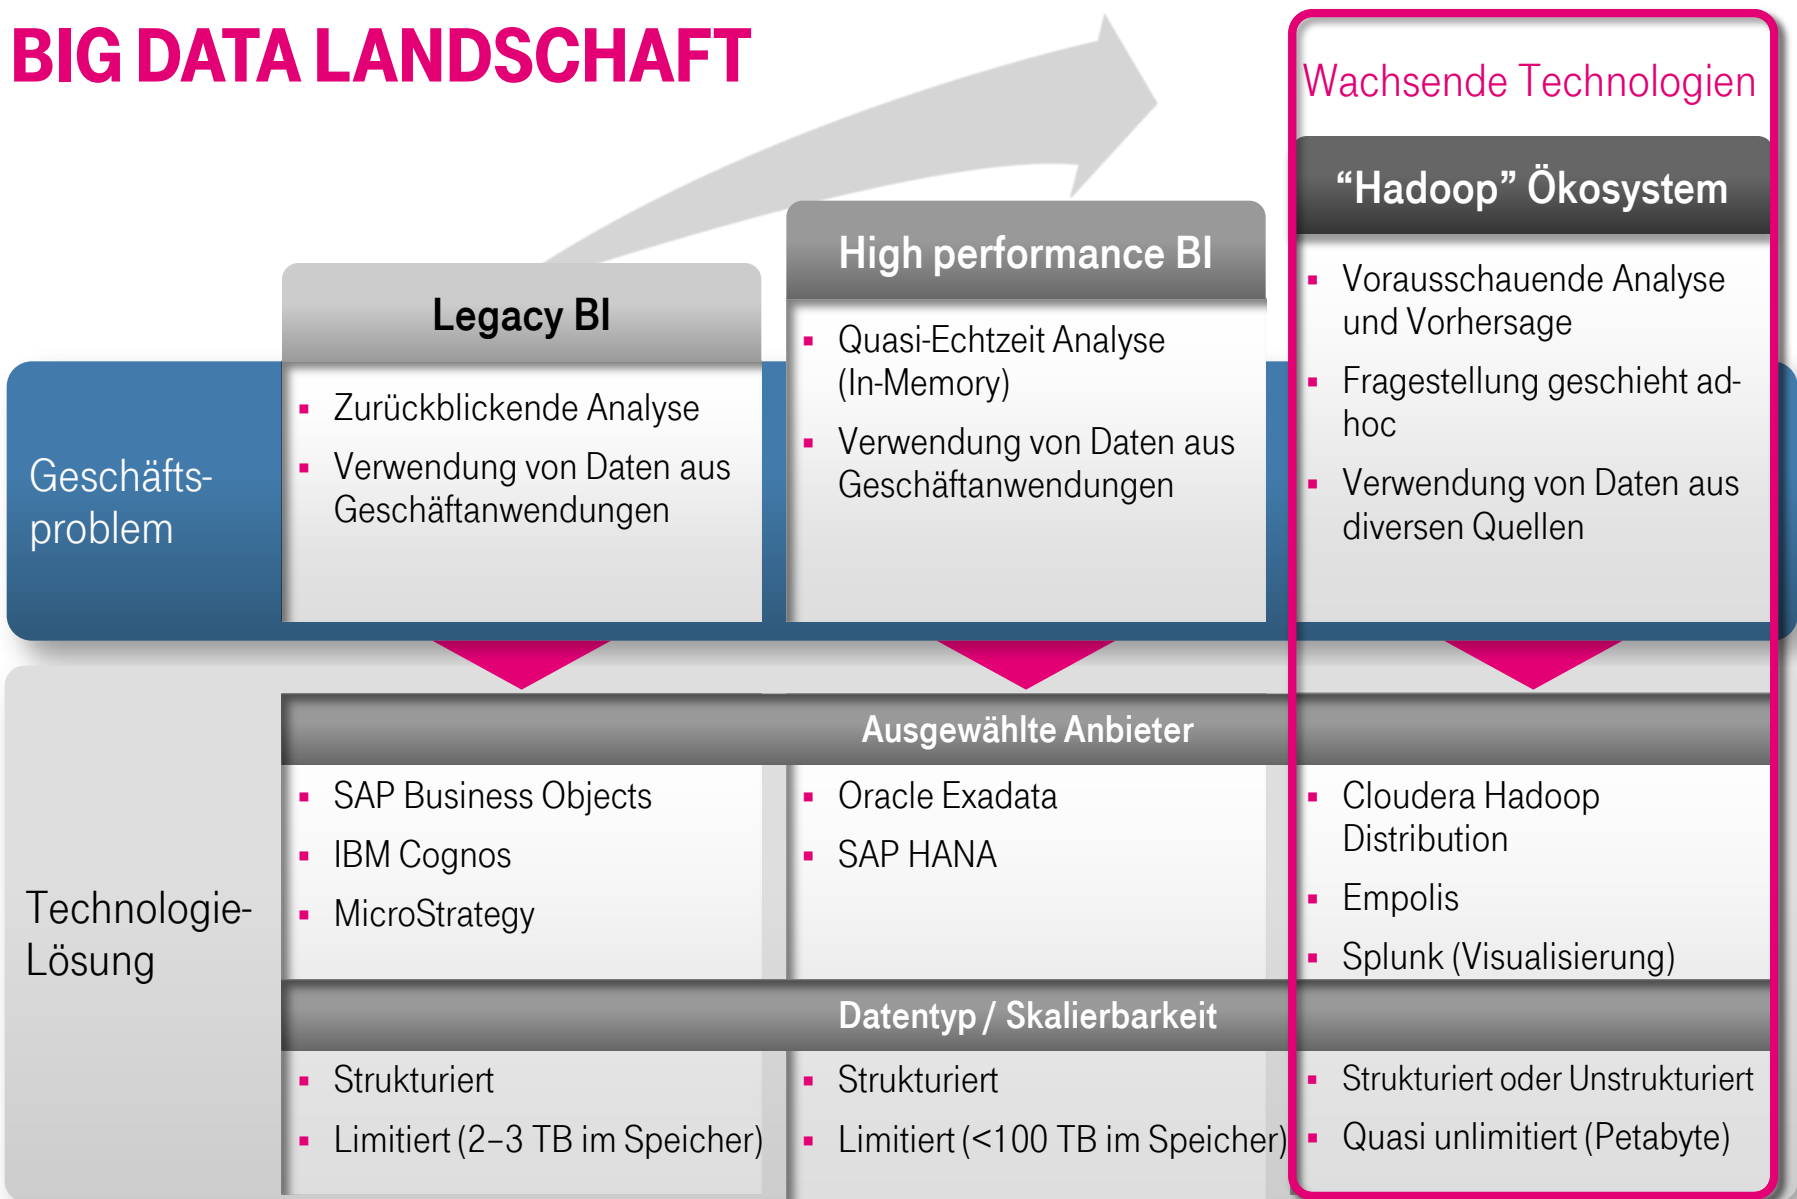 BIG DATA LANDSCHAFT
Wachsende Technologien
“Hadoop” Ökosystem
High performance BI
Legacy BI
Geschäfts-
problem
▪ Zurückblickende Analyse
▪ Verwendung von Daten aus
Geschäftanwendungen
▪ Quasi-Echtzeit Analyse
(In-Memory)
▪ Verwendung von Daten aus
Geschäftanwendungen
▪ Vorausschauende Analyse
und Vorhersage
▪ Fragestellung geschieht ad-
hoc
▪ Verwendung von Daten aus
diversen Quellen
Technologie-
Lösung
Ausgewählte Anbieter
▪ SAP Business Objects
▪ IBM Cognos
▪ MicroStrategy
▪ Oracle Exadata
▪ SAP HANA
▪ Cloudera Hadoop
Distribution
▪ Empolis
▪ Splunk (Visualisierung)
Datentyp / Skalierbarkeit
▪ Strukturiert
▪ Limitiert (2–3 TB im Speicher)
▪ Strukturiert
▪ Limitiert (<100 TB im Speicher)
▪ Strukturiert oder Unstrukturiert
▪ Quasi unlimitiert (Petabyte)